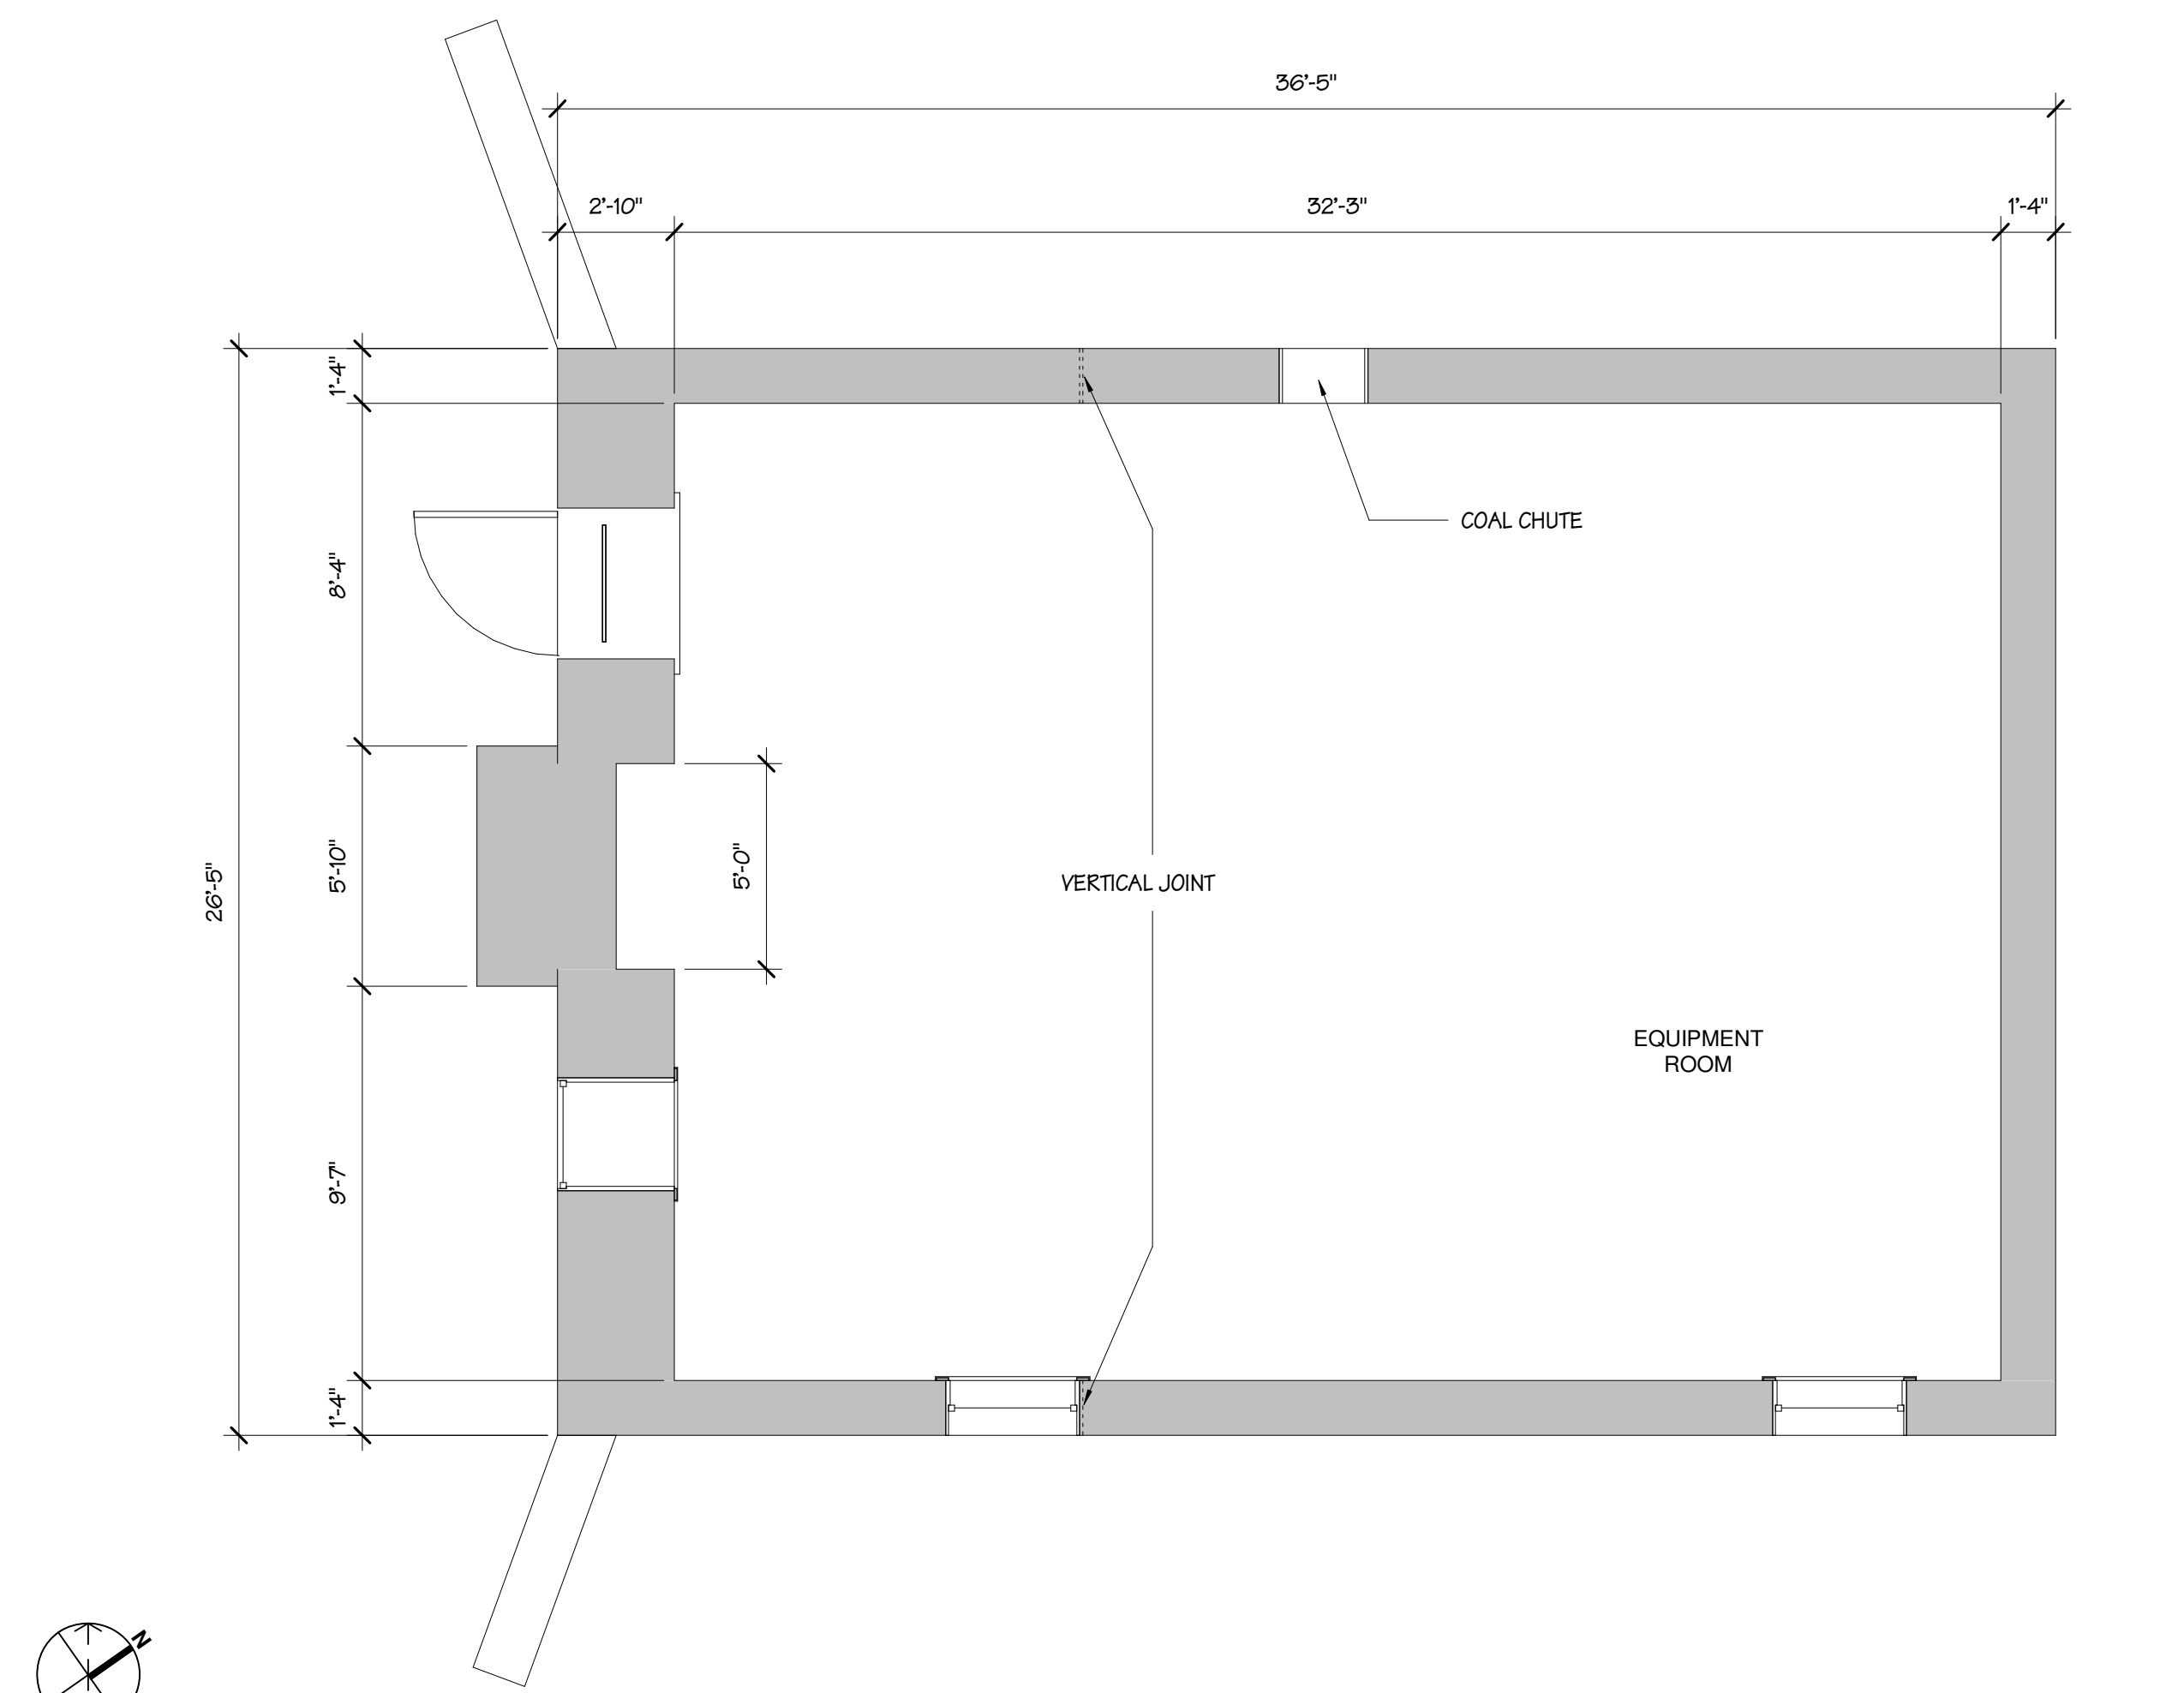 36'-5"
2'-10"
32'-3"
1'-4"
1'-4"
8'-4"
COAL CHUTE
26'-5"
5'-10"
5'-0"
VERTICAL JOINT
EQUIPMENT
ROOM
9'-7"
1'-4"
N